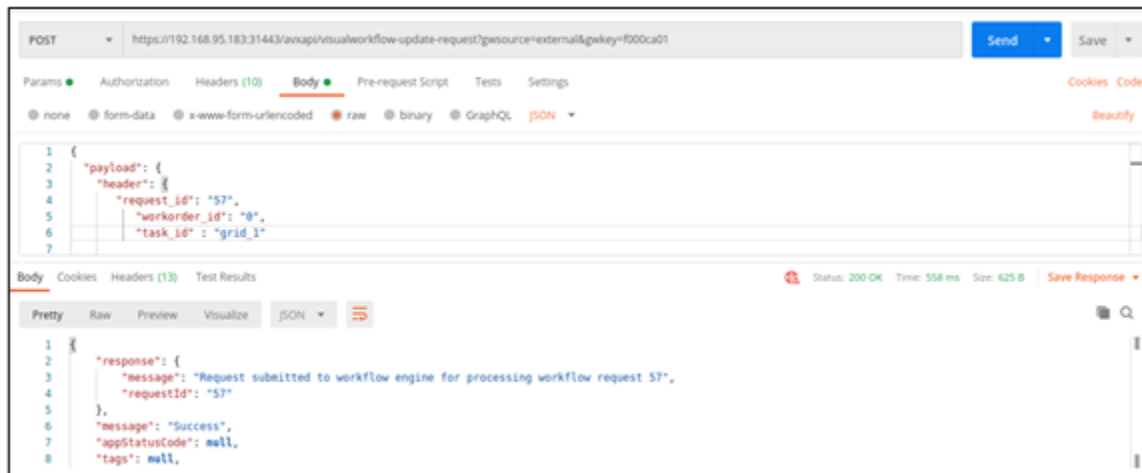 POST https://192.168.95.183:31443/avxapi/visualworkflow-update-request?gwsource=external&gwkey=f000ca01 Send Save
Params Authorization Headers (10) Body Pre-request Script Tests Settings Cookies Code
none form-data x-www-form-urlencoded raw binary GraphQL JSON Beautify
1 {
2 "payload": {
3 "header": {
4 "request_id": "57",
5 "workorder_id": "0",
6 "task_id" : "grid_1"
7
Body Cookies Headers (13) Test Results Status: 200 OK Time: 558 ms Size: 625 B Save Response
Pretty Raw Preview Visualize JSON
1 {
2 "response": {
3 "message": "Request submitted to workflow engine for processing workflow request 57",
4 "requestId": "57"
5 },
6 "message": "Success",
7 "appStatusCode": null,
8 "tags": null,